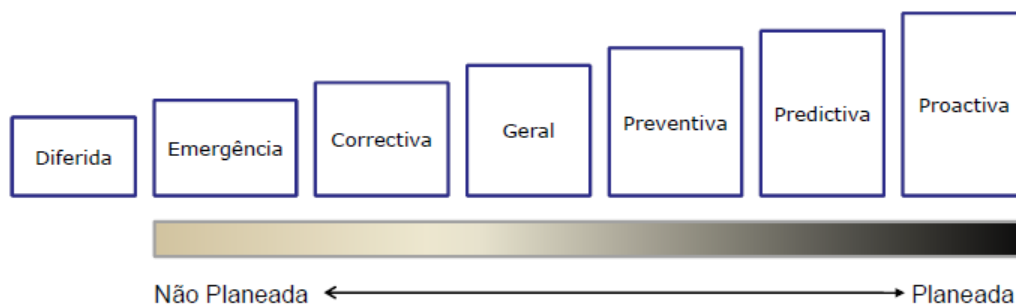 Diferida
Emergência
Correctiva
Geral
Preventiva
Predictiva
Proactiva
Não Planeada
Planeada